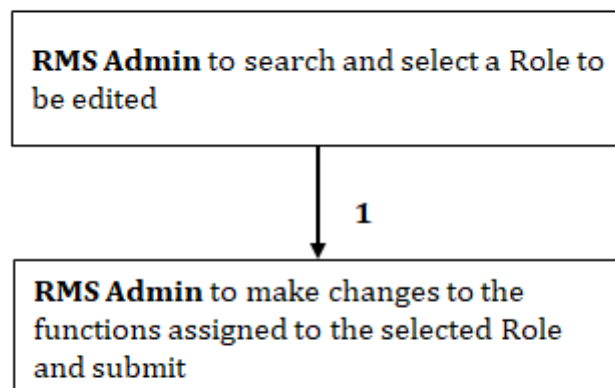 RMS Admin to search and select a Role to
be edited
1
RMS Admin to make changes to the
functions assigned to the selected Role
and submit